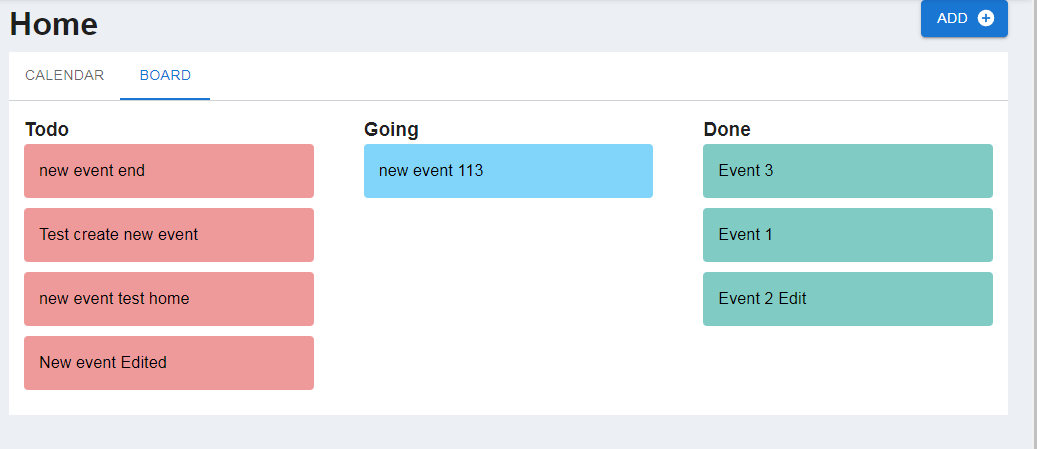 Home
ADD
CALENDAR
BOARD
Todo
new event end
Test create new event
new event test home
New event Edited
Going
new event 113
Done
Event 3
Event 1
Event 2 Edit